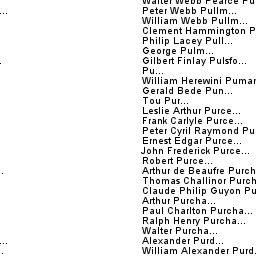 Walter Webb Pearce Pu
... Peter Webb Pullm...
William Webb Pullm...
Clement Hammington P
Philip Lacey Pull...
George Pulm...
. Gilbert Finlay Pulsfo...
Pu...
William Herewini Pumar
Gerald Bede Pun...
Tou Pur...
Leslie Arthur Purce...
Frank Carlyle Purce...
Peter Cyril Raymond Pu
Ernest Edgar Purce...
John Frederick Purce...
Robert Purce...
. Arthur de Beaufre Purch
Thomas Challinor Purch
Claude Philip Guyon Pu
Arthur Purcha...
Paul Charlton Purcha...
Ralph Henry Purcha...
Walter Purcha...
... Alexander Purd...
. William Alexander Purd.